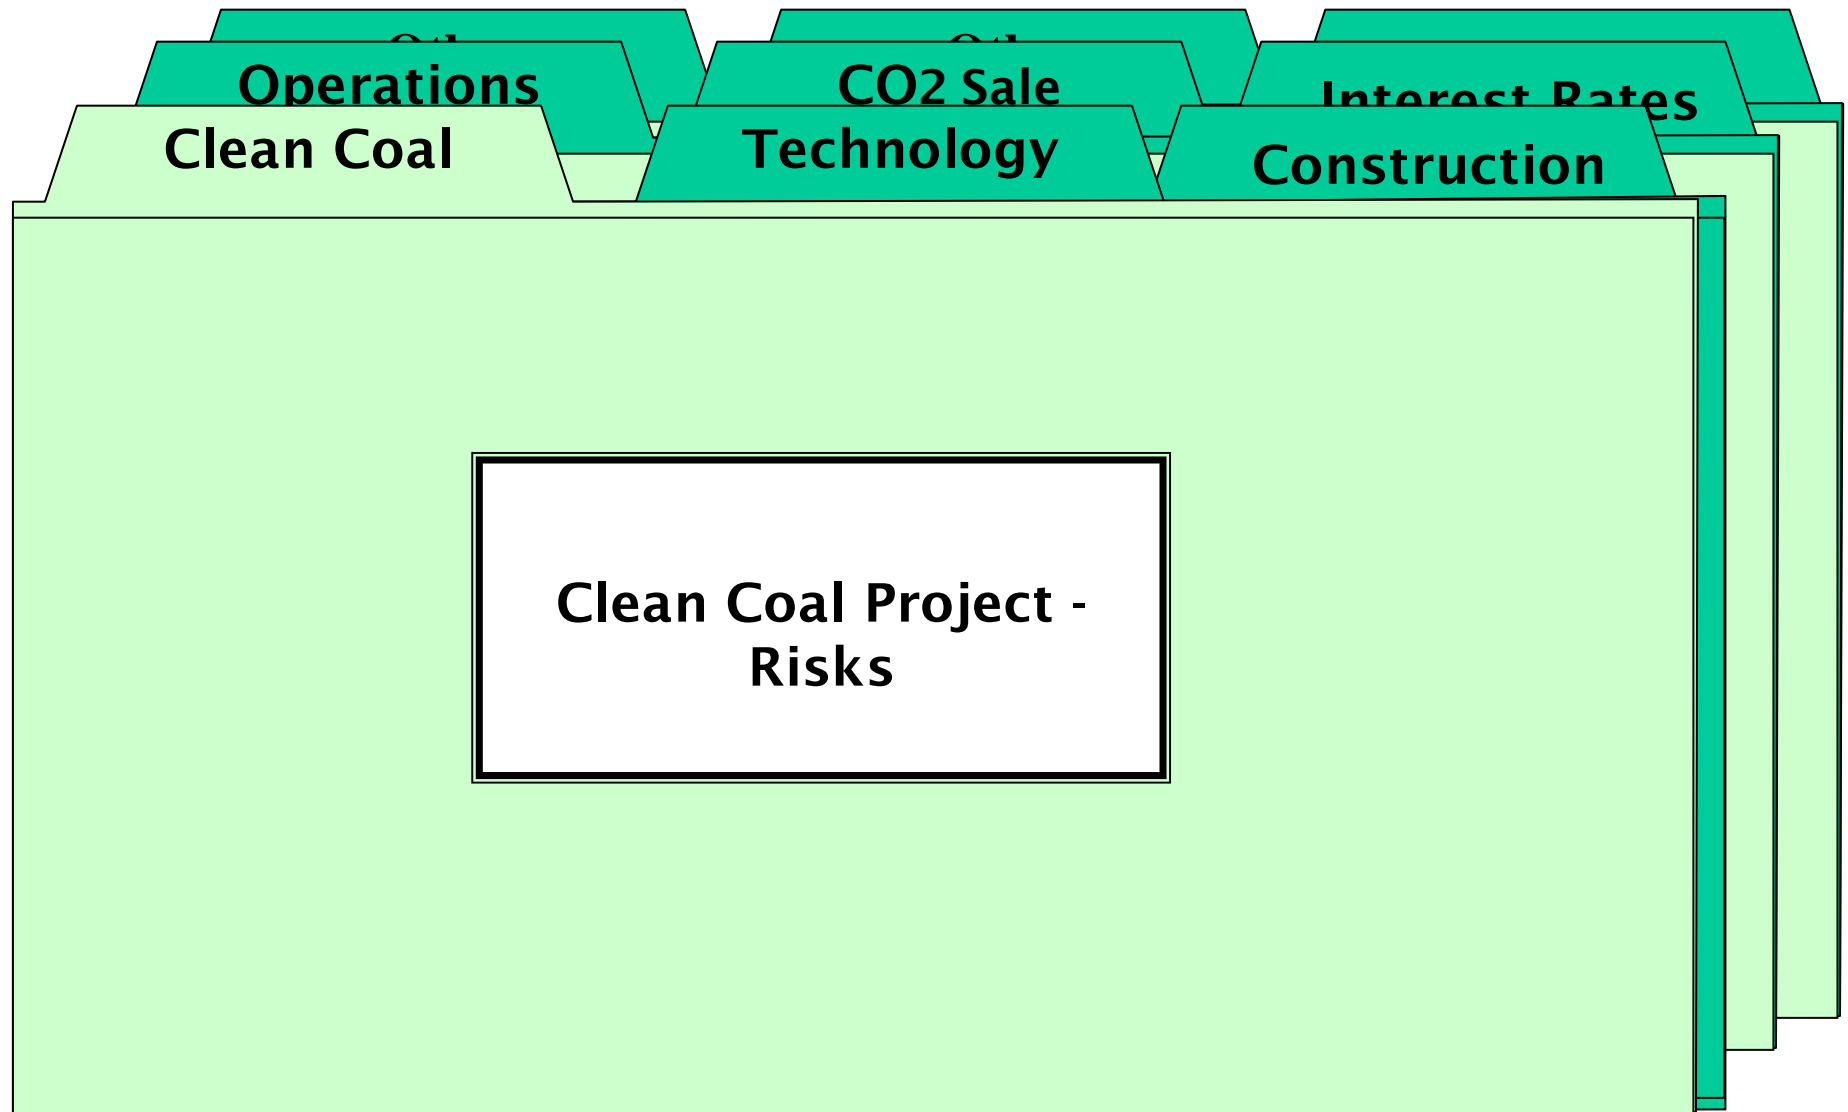 Operations
CO2 Sale
Interest Rates
Clean Coal
Technology
Construction
Clean Coal Project -
Risks